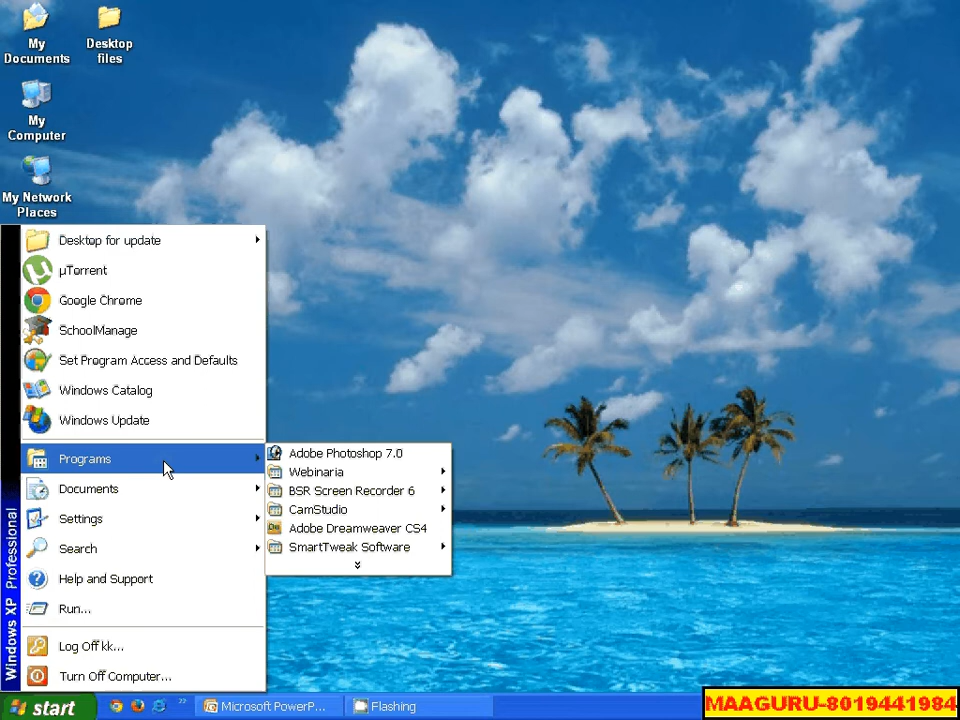 My
Documents
Desktop
files
My
Computer
My Network
Places
Desktop for update
µTorrent
Google Chrome
SchoolManage
Set Program Access and Defaults
Windows Catalog
Windows Update
Programs
Documents
Settings
Search
Help and Support
Run...
Log Off kk...
Turn Off Computer...
Windows XP Professional
Adobe Photoshop 7.0
Webinaria
BSR Screen Recorder 6
CamStudio
Adobe Dreamweaver CS4
SmartTweak Software
start
Microsoft PowerP...
Flashing
MAAGURU-8019441984